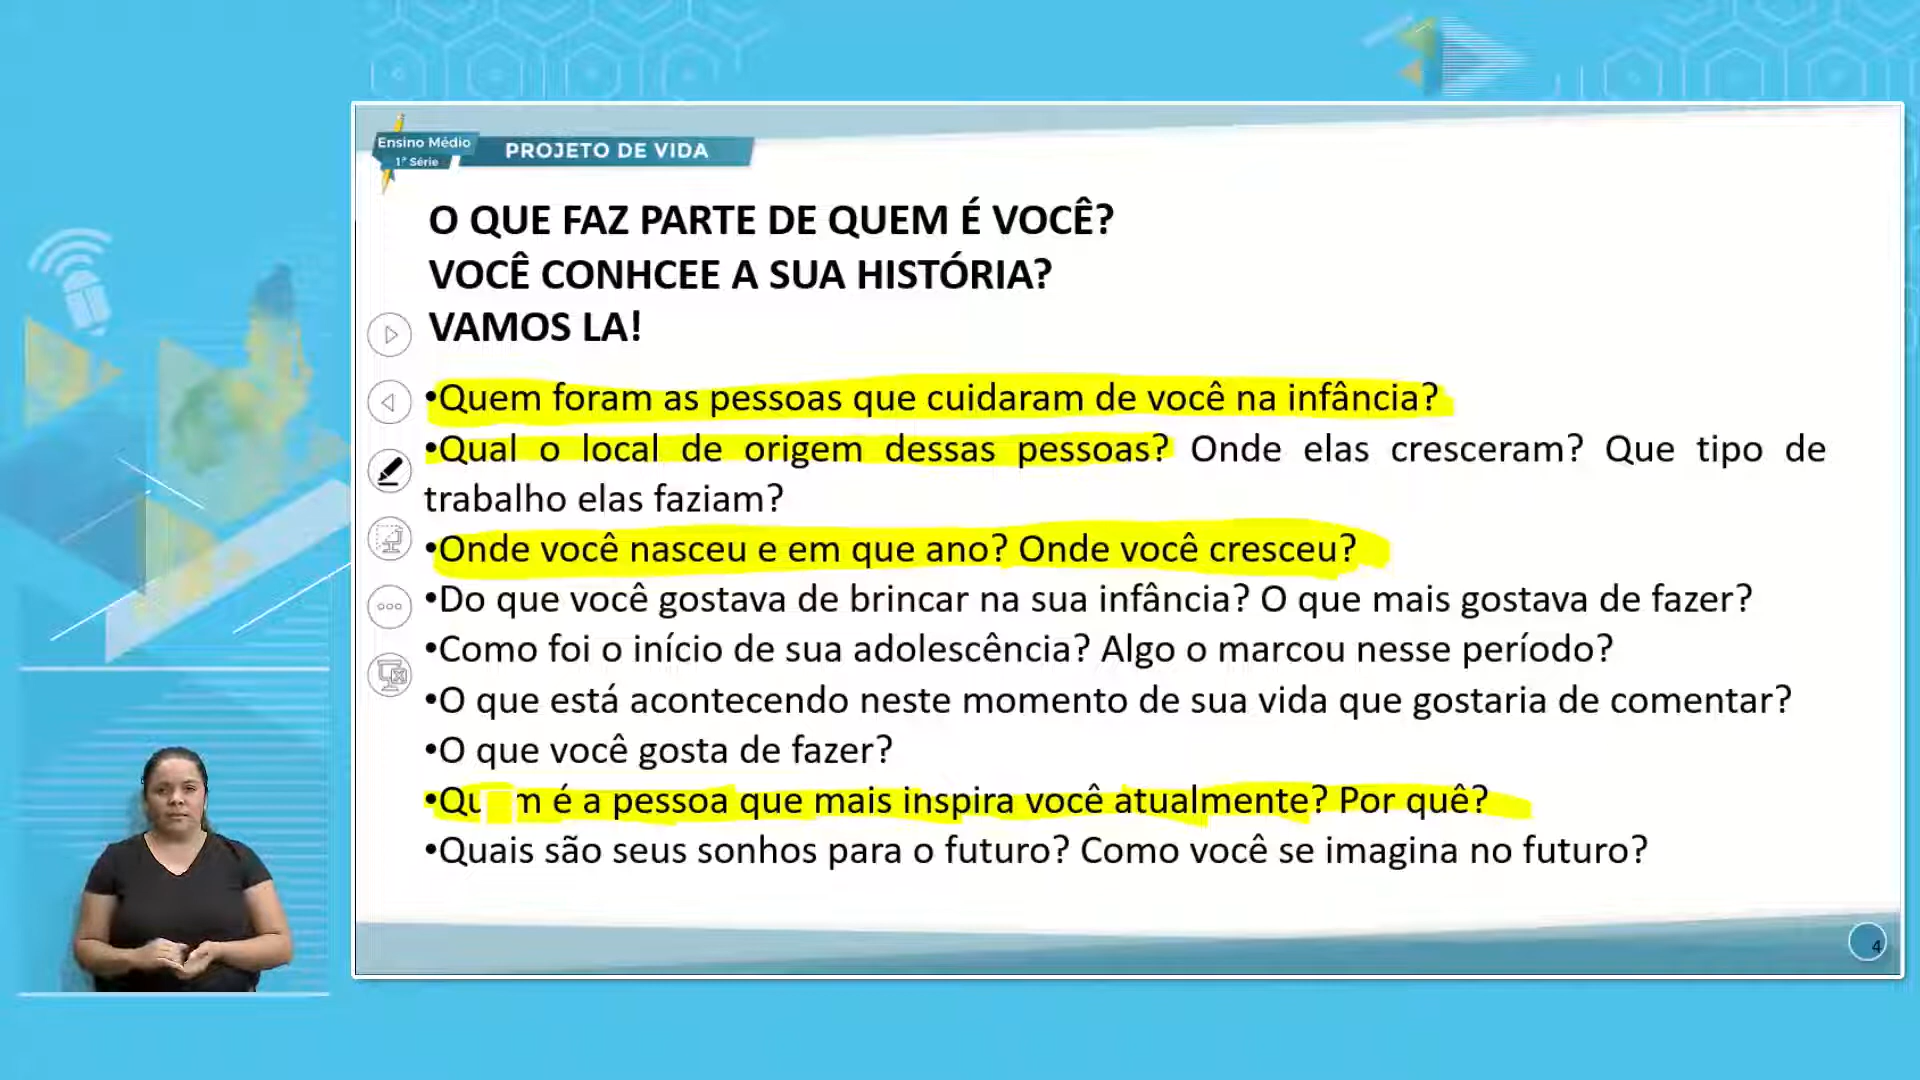 Ensino Médio
1ª Série
PROJETO DE VIDA
O QUE FAZ PARTE DE QUEM É VOCÊ?
VOCÊ CONHCEE A SUA HISTÓRIA?
VAMOS LA!
•Quem foram as pessoas que cuidaram de você na infância?
•Qual o local de origem dessas pessoas? Onde elas cresceram? Que tipo de
trabalho elas faziam?
•Onde você nasceu e em que ano? Onde você cresceu?
•Do que você gostava de brincar na sua infância? O que mais gostava de fazer?
•Como foi o início de sua adolescência? Algo o marcou nesse período?
•O que está acontecendo neste momento de sua vida que gostaria de comentar?
•O que você gosta de fazer?
•Quem é a pessoa que mais inspira você atualmente? Por quê?
•Quais são seus sonhos para o futuro? Como você se imagina no futuro?
4